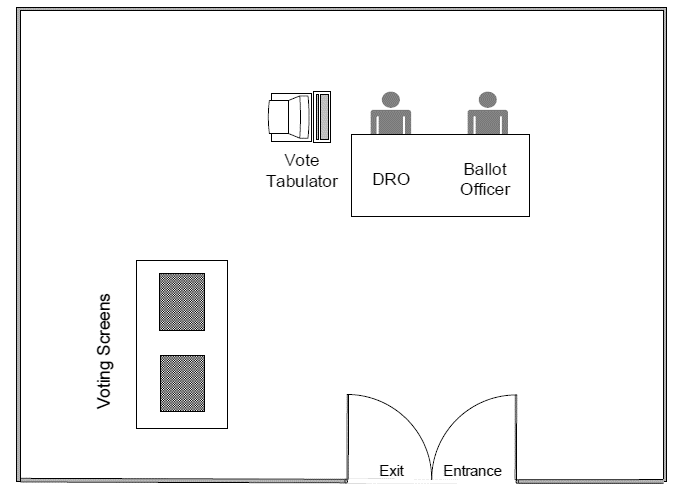 Vote
Tabulator
DRO
Ballot
Officer
Voting Screens
Exit
Entrance